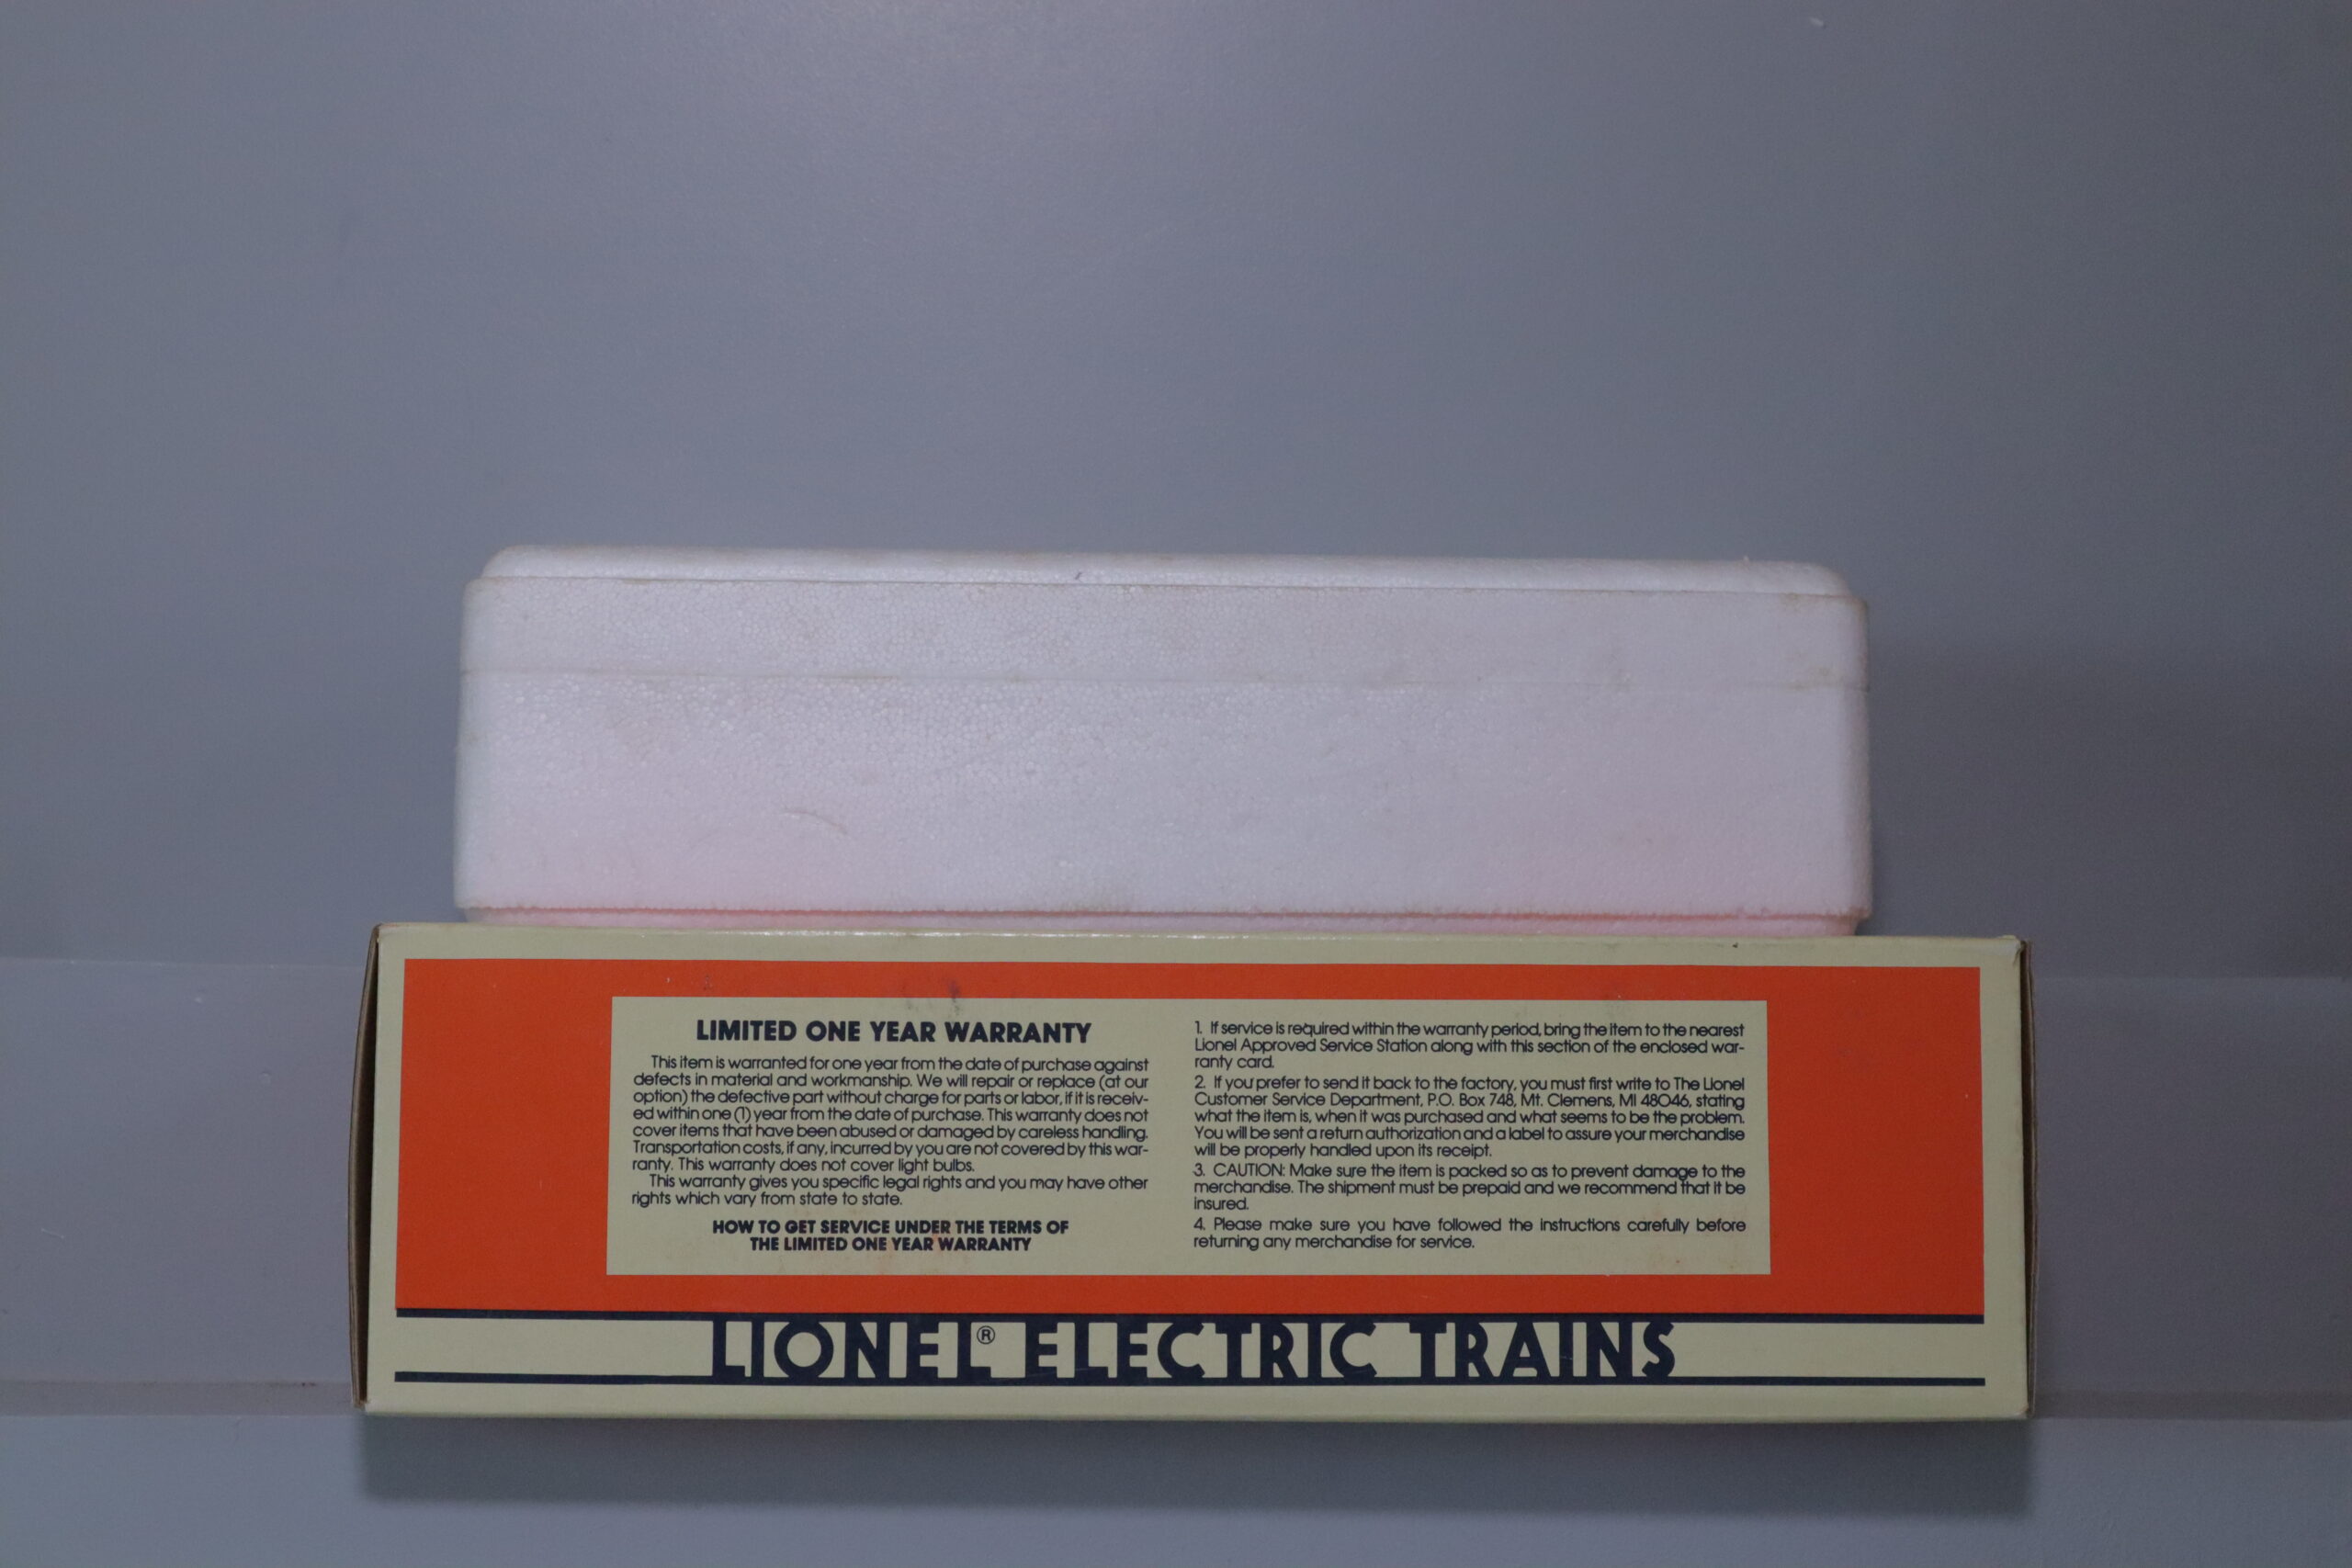 LIMITED ONE YEAR WARRANTY
This item is warranted for one year from the date of purchase against
defects in material and workmanship. We will repair or replace (at our
option) the defective part without charge for parts or labor, if it is receiv-
ed within one (1) year from the date of purchase. This warranty does not
cover items that have been abused or damaged by careless handling.
Transportation costs, if any, incurred by you are not covered by this war-
ranty. This warranty does not cover light bulbs.
This warranty gives you specific legal rights and you may have other
rights which vary from state to state.
HOW TO GET SERVICE UNDER THE TERMS OF
THE LIMITED ONE YEAR WARRANTY
1. If service is required within the warranty period, bring the item to the nearest
Lionel Approved Service Station along with this section of the enclosed war-
ranty card.
2. If you prefer to send it back to the factory, you must first write to The Lionel
Customer Service Department, P.O. Box 748, Mt. Clemens, MI 48046, stating
what the item is, when it was purchased and what seems to be the problem.
You will be sent a return authorization and a label to assure your merchandise
will be properly handled upon its receipt.
3. CAUTION: Make sure the item is packed so as to prevent damage to the
merchandise. The shipment must be prepaid and we recommend that it be
insured.
4. Please make sure you have followed the instructions carefully before
returning any merchandise for service.
LIONEL® ELECTRIC TRAINS